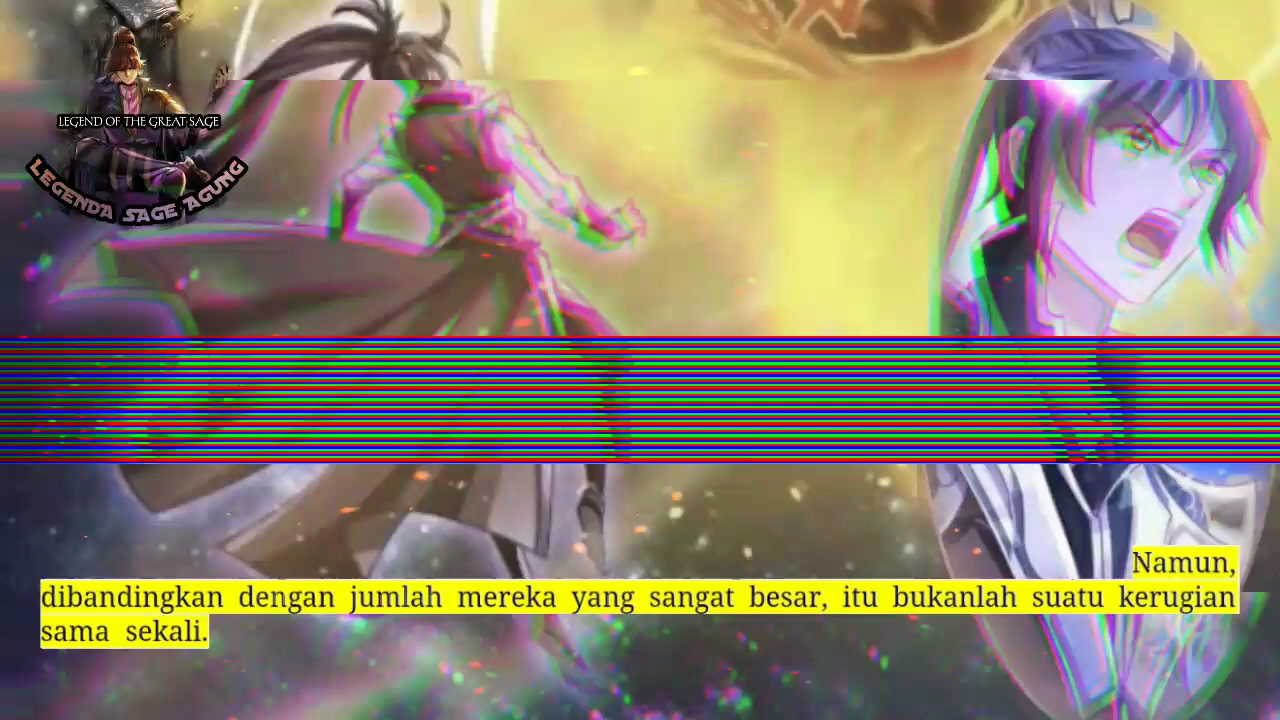 LEGEND OF THE GREAT SAGE
LEGENDA SAGE AGUNG
Namun,
dibandingkan dengan jumlah mereka yang sangat besar, itu bukanlah suatu kerugian
sama sekali.